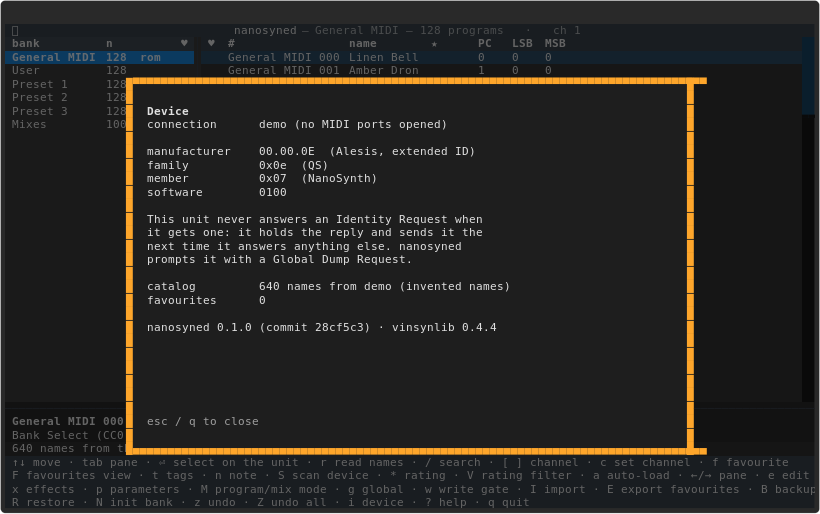 nanosyned — General MIDI — 128 programs · ch 1
bank n ♥ ♥ # name ★ PC LSB MSB
General MIDI 128 rom General MIDI 000 Linen Bell 0 0 0
User 128 General MIDI 001 Amber Dron 1 0 0
Preset 1 128
Preset 2 128
Preset 3 128
Mixes 100
Device
connection demo (no MIDI ports opened)
manufacturer 00.00.0E (Alesis, extended ID)
family 0x0e (QS)
member 0x07 (NanoSynth)
software 0100
This unit never answers an Identity Request when
it gets one: it holds the reply and sends it the
next time it answers anything else. nanosyned
prompts it with a Global Dump Request.
catalog 640 names from demo (invented names)
favourites 0
nanosyned 0.1.0 (commit 28cf5c3) · vinsynlib 0.4.4
esc / q to close
General MIDI 000
Bank Select (CC0
640 names from t
↑↓ move · tab pane · ⏎ select on the unit · r read names · / search · [ ] channel · c set channel · f favourite
F favourites view · t tags · n note · S scan device · * rating · V rating filter · a auto-load · ←/→ pane · e edit
x effects · p parameters · M program/mix mode · g global · w write gate · I import · E export favourites · B backup
R restore · N init bank · z undo · Z undo all · i device · ? help · q quit